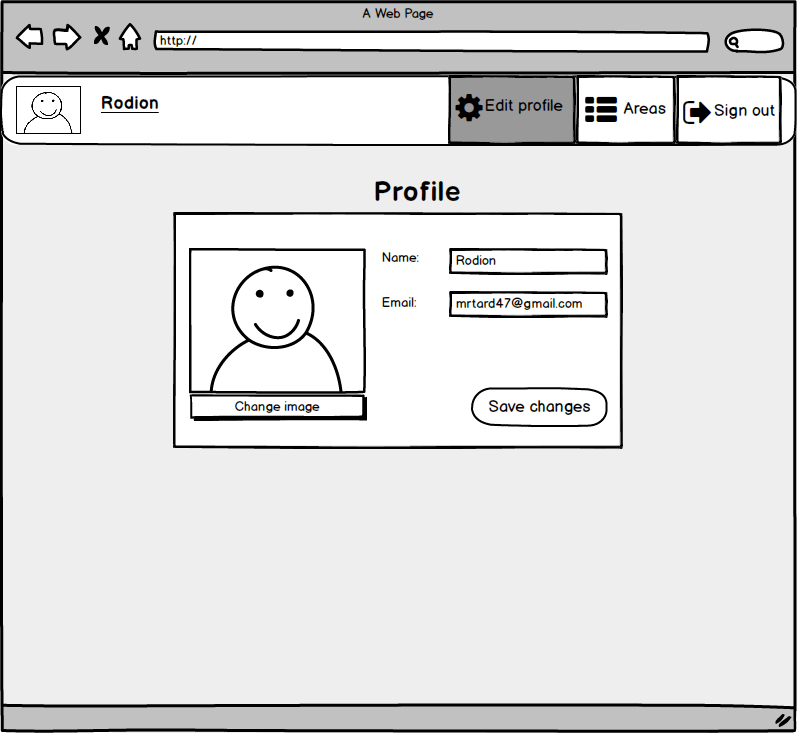 A Web Page
http://
Rodion
Edit profile
Areas
Sign out
Profile
Name:
Rodion
Email:
mrtard47@gmail.com
Change image
Save changes